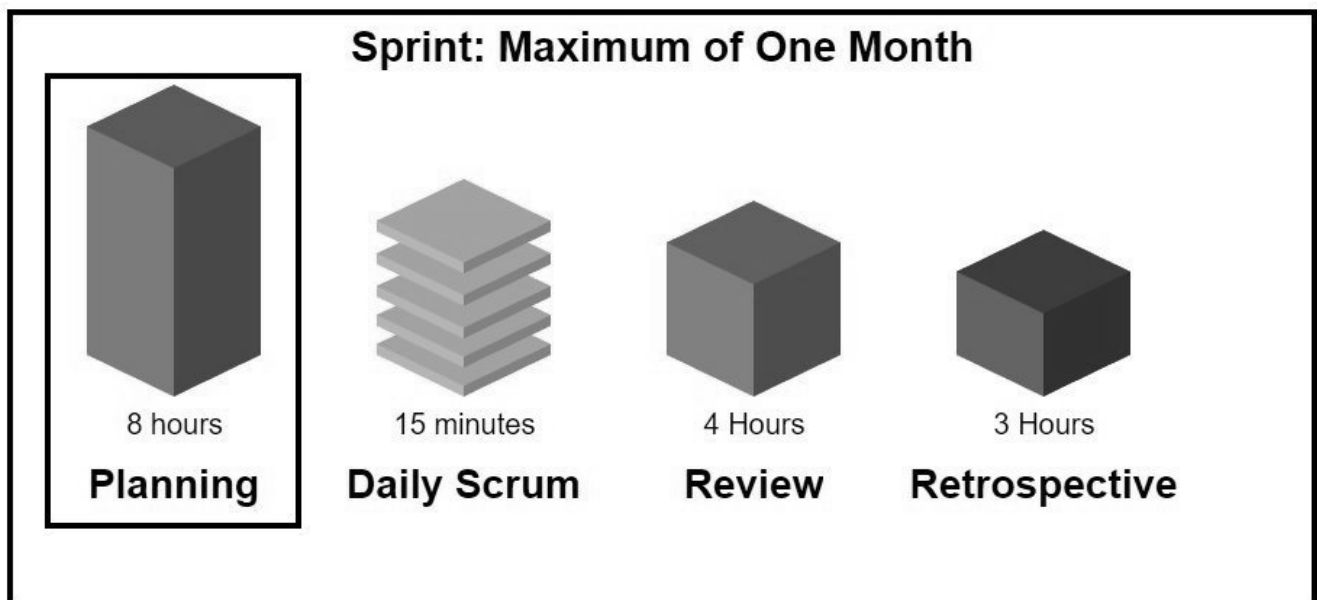 Sprint: Maximum of One Month
8 hours
Planning
15 minutes
Daily Scrum
4 Hours
Review
3 Hours
Retrospective